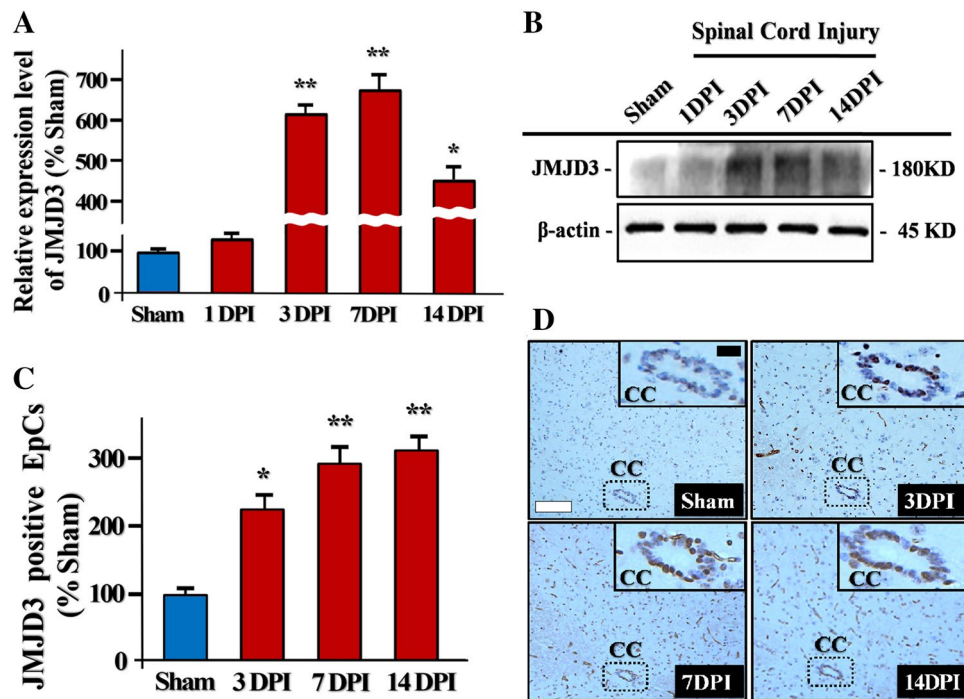 A
Relative expression level
of JMJD3 (% Sham)
700
600
500
400
100
0
**
**
*
Sham
1 DPI
3 DPI
7DPI
14 DPI
B
Spinal Cord Injury
Sham
1DPI
3DPI
7DPI
14DPI
JMJD3 -
- 180KD
β-actin -
- 45 KD
C
JMJD3 positive EpCs
(% Sham)
300
200
100
0
*
**
**
Sham
3 DPI
7 DPI
14 DPI
D
CC
CC
Sham
CC
CC
3DPI
CC
CC
7DPI
CC
CC
14DPI